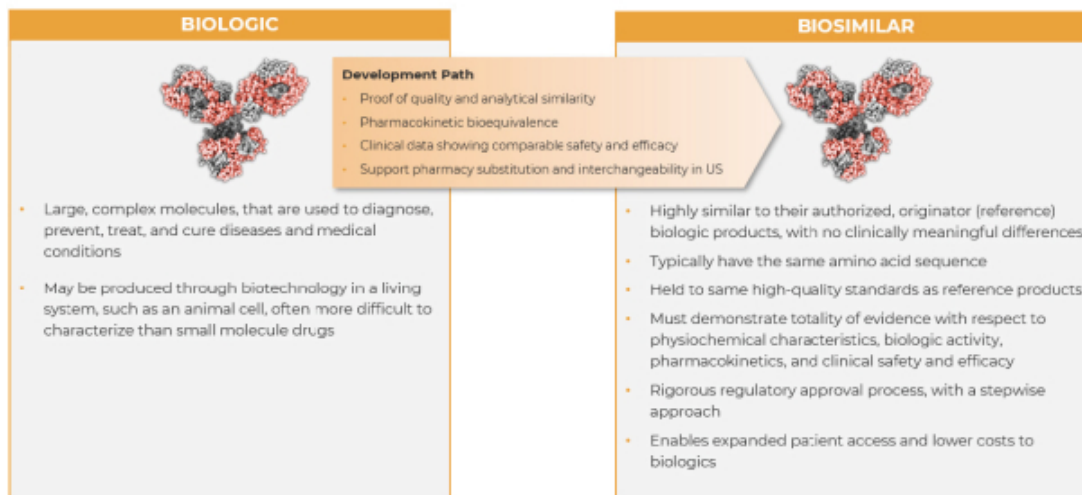 BIOLOGIC
Development Path
• Proof of quality and analytical similarity
• Pharmacokinetic bioequivalence
• Clinical data showing comparable safety and efficacy
• Support pharmacy substitution and interchangeability in US
• Large, complex molecules, that are used to diagnose,
prevent, treat, and cure diseases and medical
conditions
• May be produced through biotechnology in a living
system, such as an animal cell, often more difficult to
characterize than small molecule drugs
BIOSIMILAR
• Highly similar to their authorized, originator (reference)
biologic products, with no clinically meaningful differences
• Typically have the same amino acid sequence
• Held to same high-quality standards as reference products
• Must demonstrate totality of evidence with respect to
physiochemical characteristics, biologic activity,
pharmacokinetics, and clinical safety and efficacy
• Rigorous regulatory approval process, with a stepwise
approach
• Enables expanded patient access and lower costs to
biologics